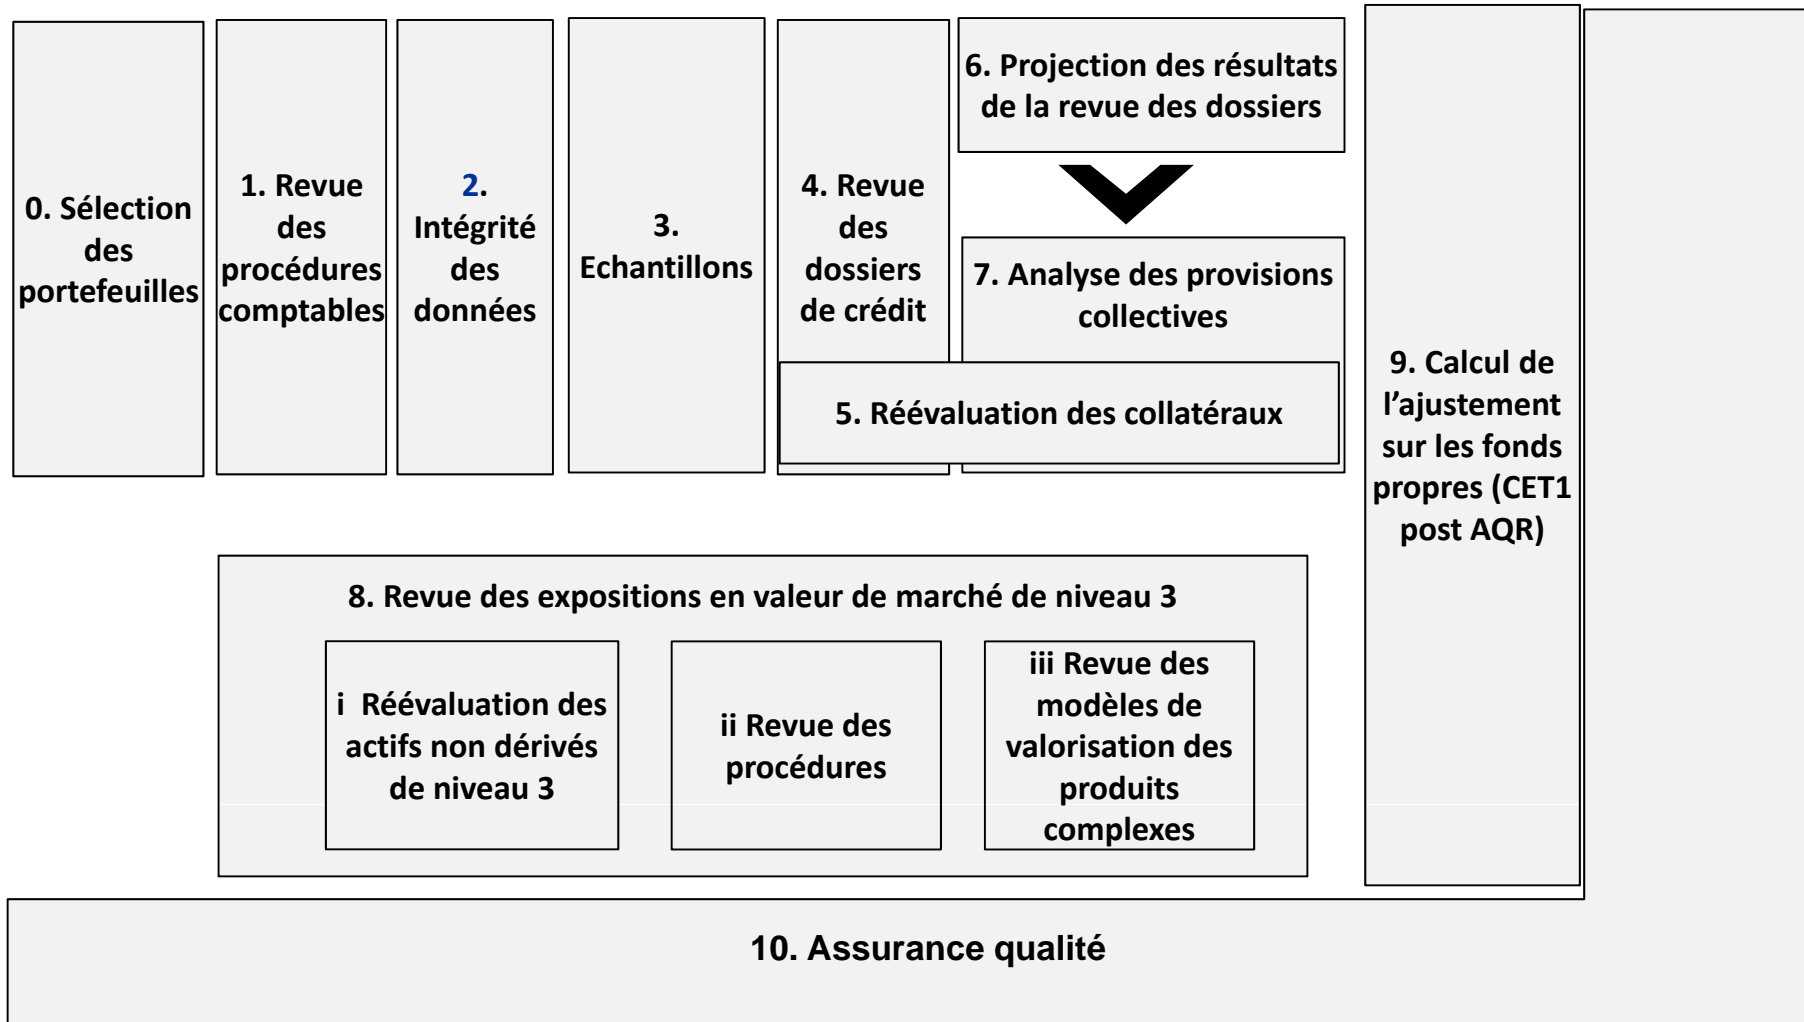 0. Sélection
des
portefeuilles
1. Revue
des
procédures
comptables
2.
Intégrité
des
données
3.
Echantillons
4. Revue
des
dossiers
de crédit
6. Projection des résultats
de la revue des dossiers
7. Analyse des provisions
collectives
5. Réévaluation des collatéraux
9. Calcul de
l’ajustement
sur les fonds
propres (CET1
post AQR)
8. Revue des expositions en valeur de marché de niveau 3
i Réévaluation des
actifs non dérivés
de niveau 3
ii Revue des
procédures
iii Revue des
modèles de
valorisation des
produits
complexes
10. Assurance qualité